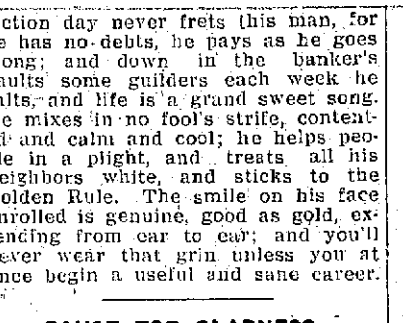 ction day never frets this man, for
e has no debts, he pays as he goes
ong; and down in the banker's
aults some guilders each week he
alts, and life is a grand sweet song.
e mixes in no fool's strife, content-
d and calm and cool; he helps peo-
le in a plight, and treats all his
eighbors white, and sticks to the
olden Rule. The smile on his face
nrolled is genuine, good as gold, ex-
ending from ear to ear; and you'll
ever wear that grin unless you at
nce begin a useful and sane career.